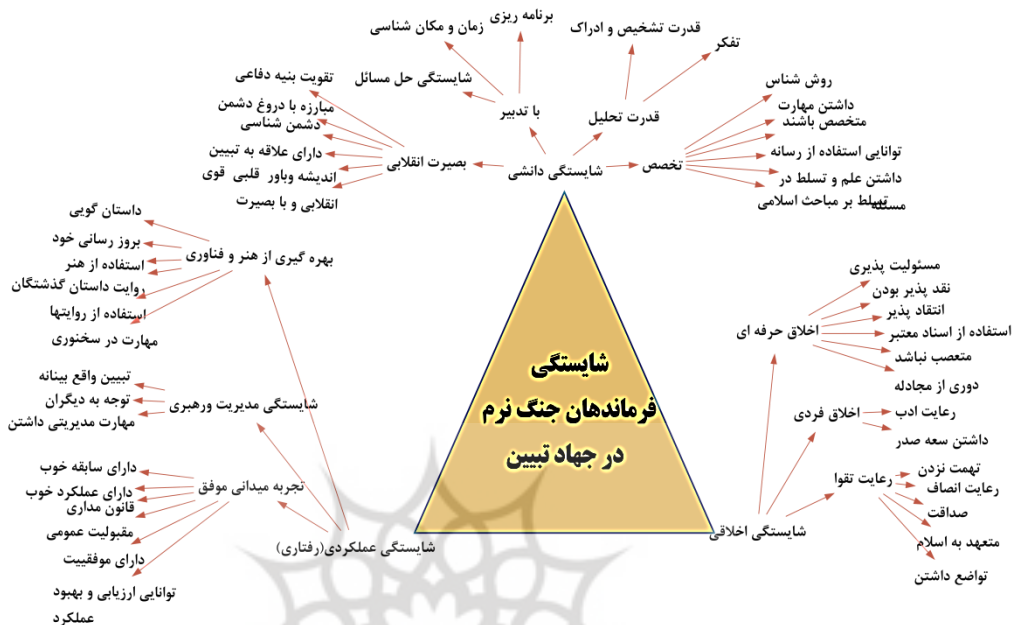 برنامه ریزی
زمان و مکان شناسی
قدرت تشخیص و ادراک
تفکر
شایستگی حل مسائل
با تدبیر
قدرت تحلیل
شایستگی دانشی
تخصص
روش شناس
داشتن مهارت
متخصص باشند
توانایی استفاده از رسانه
داشتن علم و تسلط در
مسئله
تسلط بر مباحث اسلامی
بصیرت انقلابی
تقویت بنیه دفاعی
مبارزه با دروغ دشمن
دشمن شناسی
دارای علاقه به تبیین
اندیشه وباور قلبی قوی
انقلابی و با بصیرت
شایستگی
فرماندهان جنگ نرم
در جهاد تبیین
شایستگی اخلاقی
اخلاق حرفه ای
مسئولیت پذیری
نقد پذیر بودن
انتقاد پذیر
استفاده از اسناد معتبر
متعصب نباشد
دوری از مجادله
اخلاق فردی
رعایت ادب
داشتن سعه صدر
رعایت تقوا
تهمت نزدن
رعایت انصاف
صداقت
متعهد به اسلام
تواضع داشتن
شایستگی عملکردی(رفتاری)
بهره گیری از هنر و فناوری
داستان گویی
بروز رسانی خود
استفاده از هنر
روایت داستان گذشتگان
استفاده از روایتها
مهارت در سخنوری
شایستگی مدیریت ورهبری
تبیین واقع بینانه
توجه به دیگران
مهارت مدیریتی داشتن
تجربه میدانی موفق
دارای سابقه خوب
دارای عملکرد خوب
قانون مداری
مقبولیت عمومی
دارای موفقییت
توانایی ارزیابی و بهبود
عملکرد